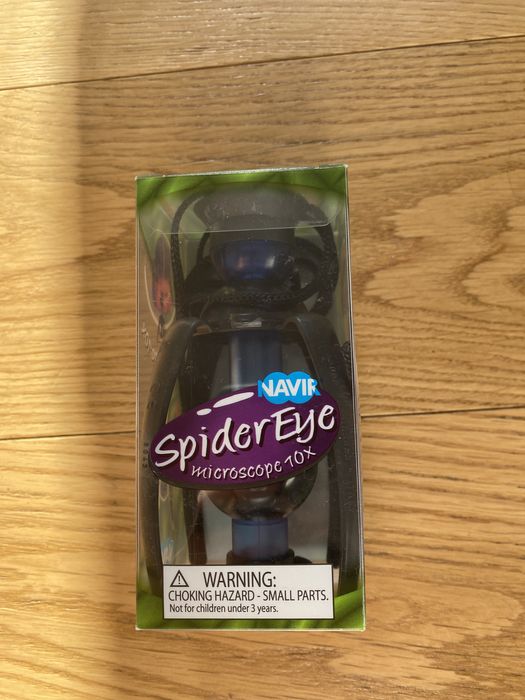 NAVIR
SpiderEye
microscope 10x
WARNING:
CHOKING HAZARD - SMALL PARTS.
Not for children under 3 years.